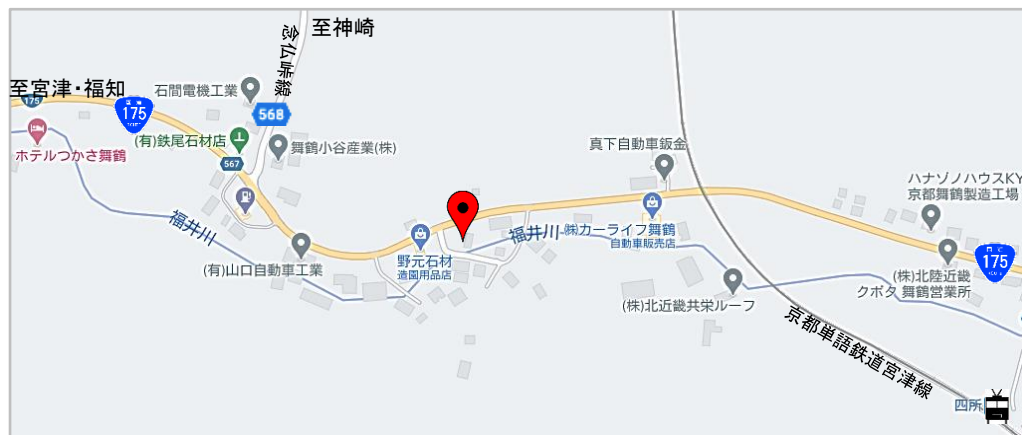 至神崎
念仏峠線
至宮津・福知
175
175
石間電機工業
568
(有)鉄尾石材店
ホテルつかさ舞鶴
567
舞鶴小谷産業(株)
真下自動車鈑金
ハナゾノハウスKY
京都舞鶴製造工場
福井川
福井川
㈱カーライフ舞鶴
自動車販売店
野元石材
造園用品店
(有)山口自動車工業
175
(株)北陸近畿
クボタ 舞鶴営業所
(株)北近畿共栄ルーフ
京都単語鉄道宮津線
四所